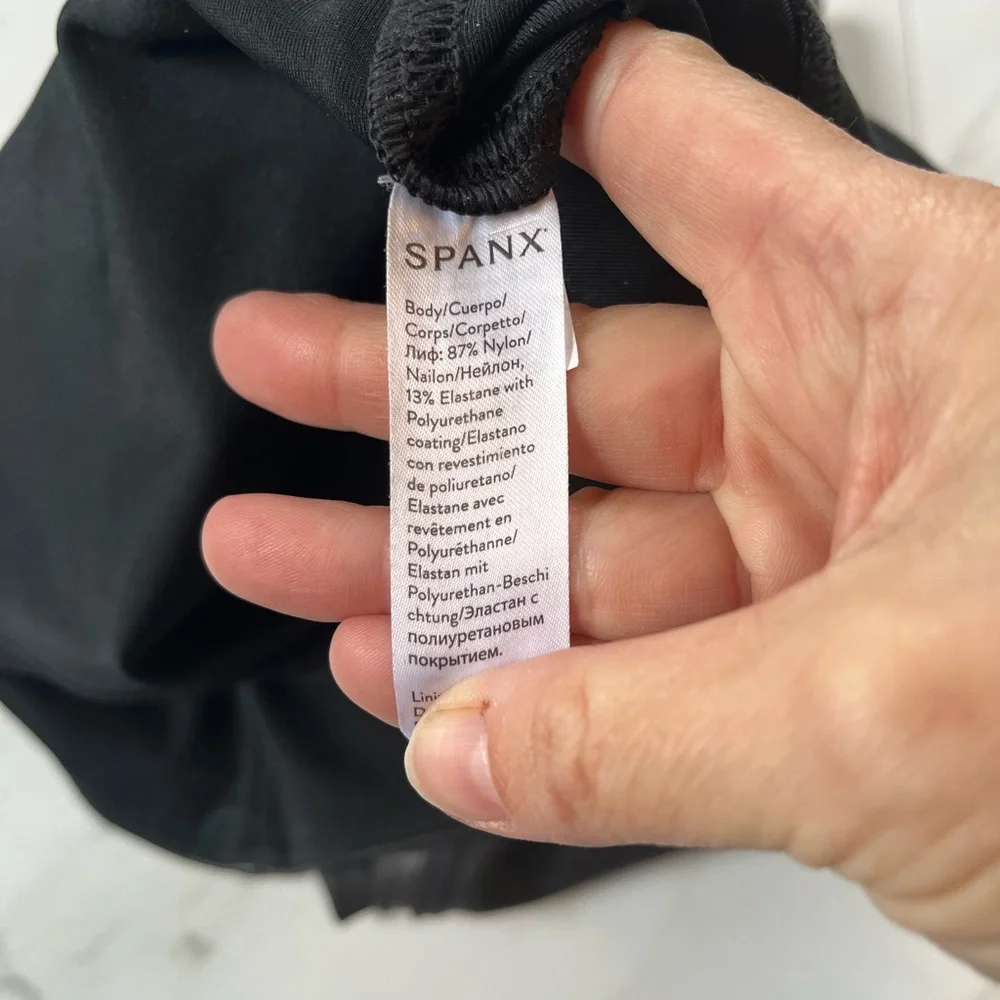 SPANX
Body/Cuerpo/
Corps/Corpetto/
Лиф: 87% Nylon/
Nailon/Нейлон,
13% Elastane with
Polyurethane
coating/Elastano
con revestimiento
de poliuretano/
Elastane avec
revêtement en
Polyuréthanne/
Elastan mit
Polyurethan-Beschi
chtung/Эластан с
полиуретановым
покрытием.